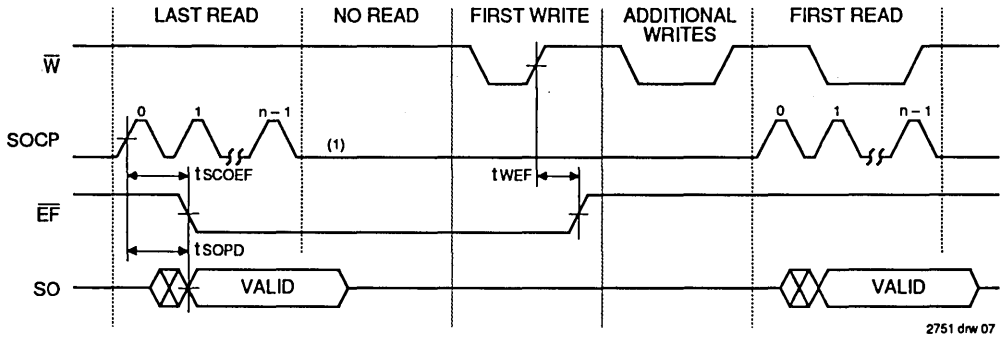 LAST READ
NO READ
FIRST WRITE
ADDITIONAL
WRITES
FIRST READ
W̅
0
1
n – 1
0
1
n – 1
SOCP
(1)
tSCOEF
tWEF
E̅F̅
tSOPD
SO
VALID
VALID
2751 drw 07